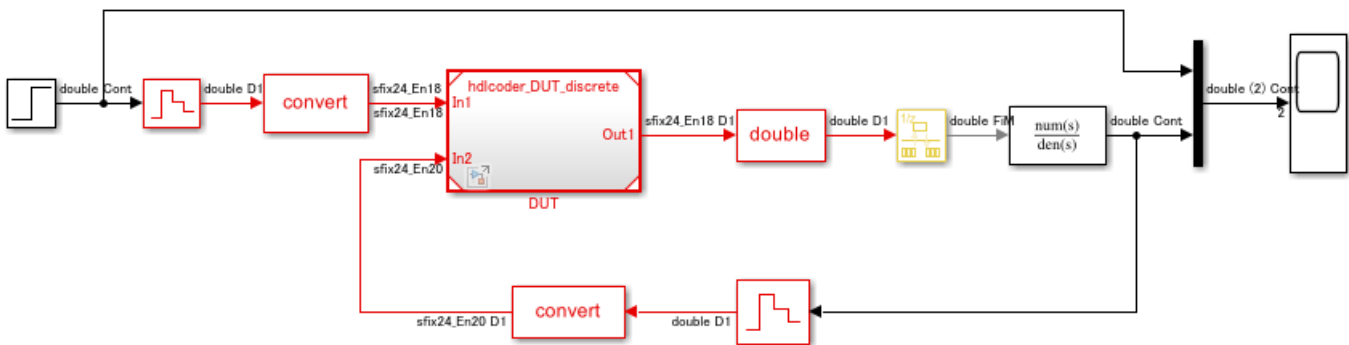 double Cont
double D1
convert
sfix24_En18
sfix24_En18
hdlcoder_DUT_discrete
In1
Out1
In2
sfix24_En20
DUT
sfix24_En18 D1
double
double D1
1/z
double FiM
num(s)
den(s)
double Cont
double (2) Cont
2
convert
sfix24_En20 D1
double D1